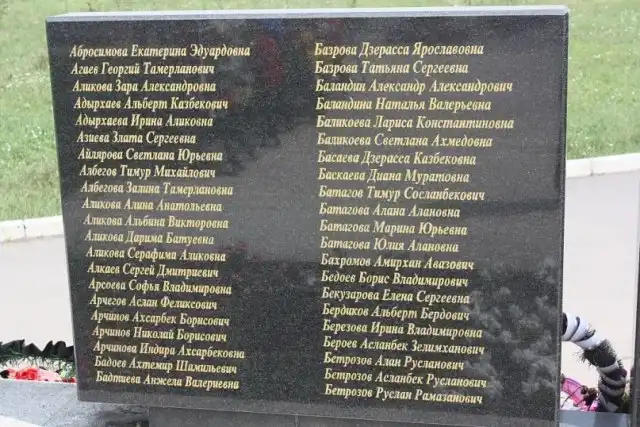 Абросимова Екатерина Эдуардовна
Агаев Георгий Тамерланович
Аликова Зара Александровна
Адырхаев Альберт Казбекович
Адырхаева Ирина Аликовна
Азиева Злата Сергеевна
Айлярова Светлана Юрьевна
Албегов Тимур Михайлович
Албегова Залина Тамерлановна
Аликова Алина Анатольевна
Аликова Альбина Викторовна
Аликова Дарима Батуевна
Аликова Серафима Аликовна
Алкаев Сергей Дмитриевич
Арсоева Софья Владимировна
Арчегов Аслан Феликсович
Арчинов Ахсарбек Борисович
Арчинов Николай Борисович
Арчинова Индира Ахсарбековна
Бадоев Ахтемир Шамильевич
Бадтиева Анжела Валериевна
Базрова Дзерасса Ярославовна
Базрова Татьяна Сергеевна
Баландин Александр Александрович
Баландина Наталья Валерьевна
Баликоева Лариса Константиновна
Баликоева Светлана Ахмедовна
Басаева Дзерасса Казбековна
Баскаева Диана Муратовна
Батагов Тимур Сосланбекович
Батагова Алана Алановна
Батагова Марина Юрьевна
Батагова Юлия Алановна
Бахромов Амирхан Авазович
Бедоев Борис Владимирович
Бекузарова Елена Сергеевна
Бердиков Альберт Бердович
Березова Ирина Владимировна
Бероев Асланбек Зелимханович
Бетрозов Алан Русланович
Бетрозов Асланбек Русланович
Бетрозов Руслан Рамазанович